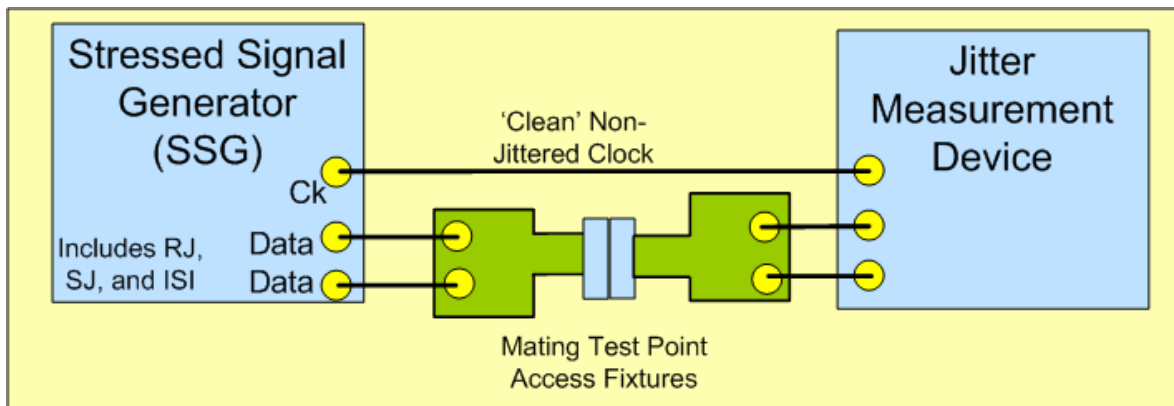 Stressed Signal
Generator
(SSG)
Ck
Includes RJ,
SJ, and ISI
Data
Data
‘Clean’ Non-
Jittered Clock
Mating Test Point
Access Fixtures
Jitter
Measurement
Device